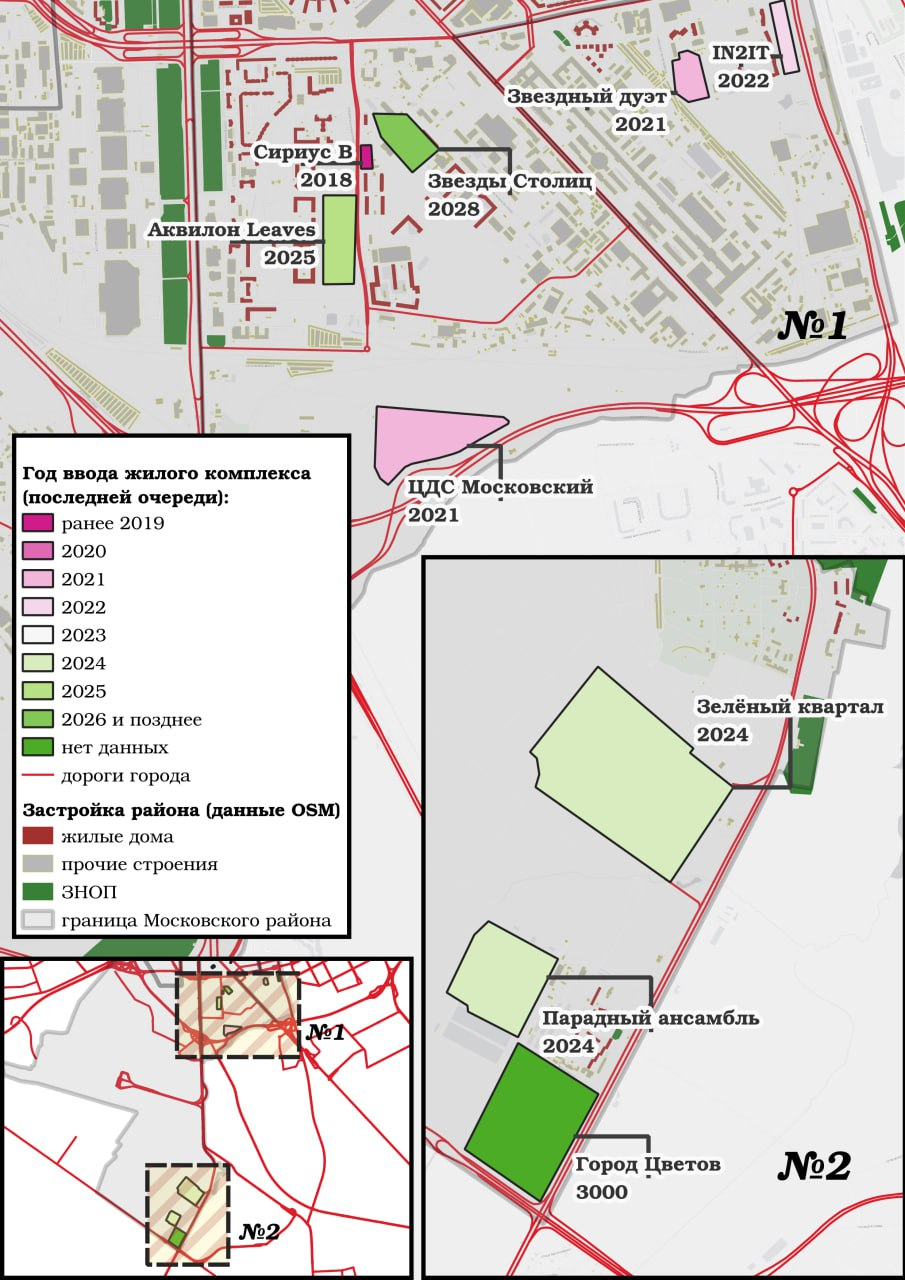 IN2IT
2022
Звездный дуэт
2021
Сириус В
2018
Звезды Столиц
2028
Аквилон Leaves
2025
№1
ЦДС Московский
2021
Год ввода жилого комплекса
(последней очереди):
ранее 2019
2020
2021
2022
2023
2024
2025
2026 и позднее
нет данных
дороги города
Застройка района (данные OSM)
жилые дома
прочие строения
ЗНОП
граница Московского района
Зелёный квартал
2024
Парадный ансамбль
2024
Город Цветов
3000
№2
№1
№2